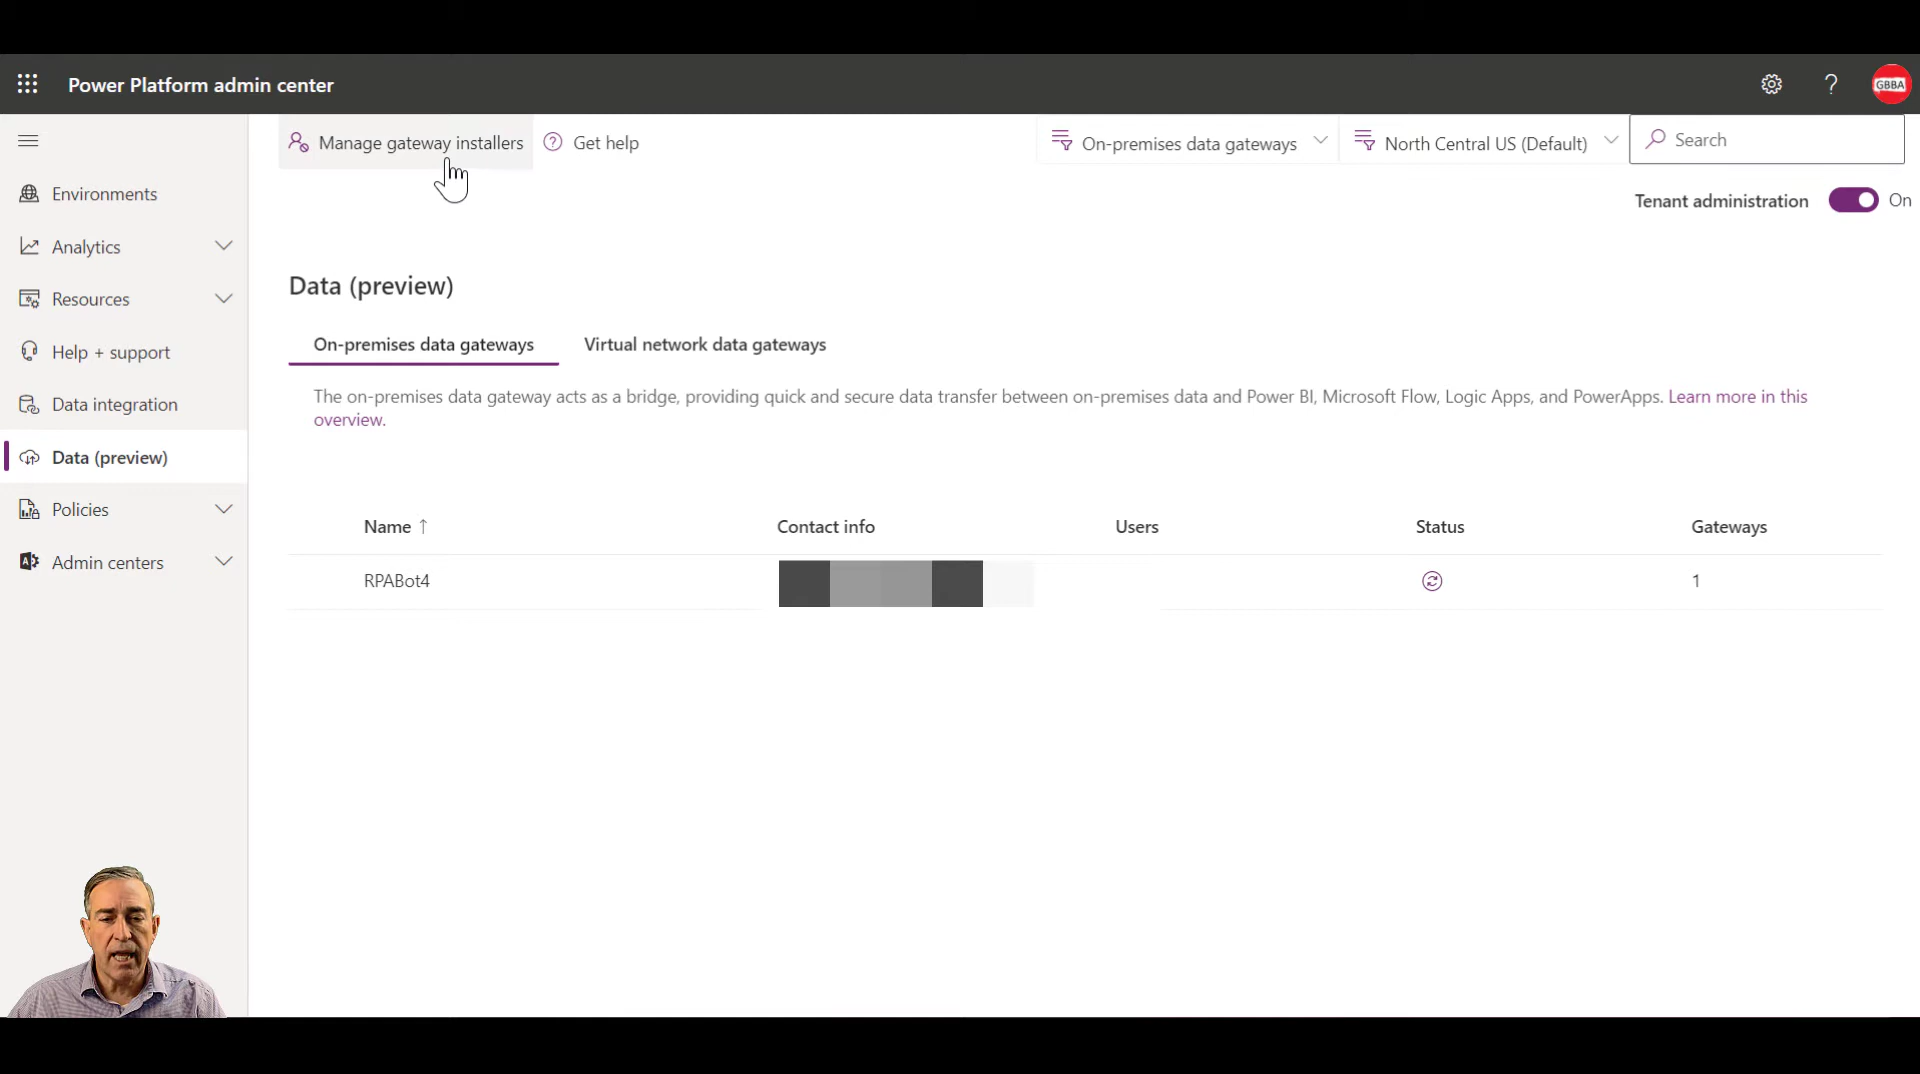 Power Platform admin center
?
GBBA
Manage gateway installers
Get help
On-premises data gateways
North Central US (Default)
Search
Tenant administration
On
Environments
Analytics
Resources
Help + support
Data integration
Data (preview)
Policies
Admin centers
Data (preview)
On-premises data gateways
Virtual network data gateways
The on-premises data gateway acts as a bridge, providing quick and secure data transfer between on-premises data and Power BI, Microsoft Flow, Logic Apps, and PowerApps. Learn more in this
overview.
Name ↑
Contact info
Users
Status
Gateways
RPABot4
1